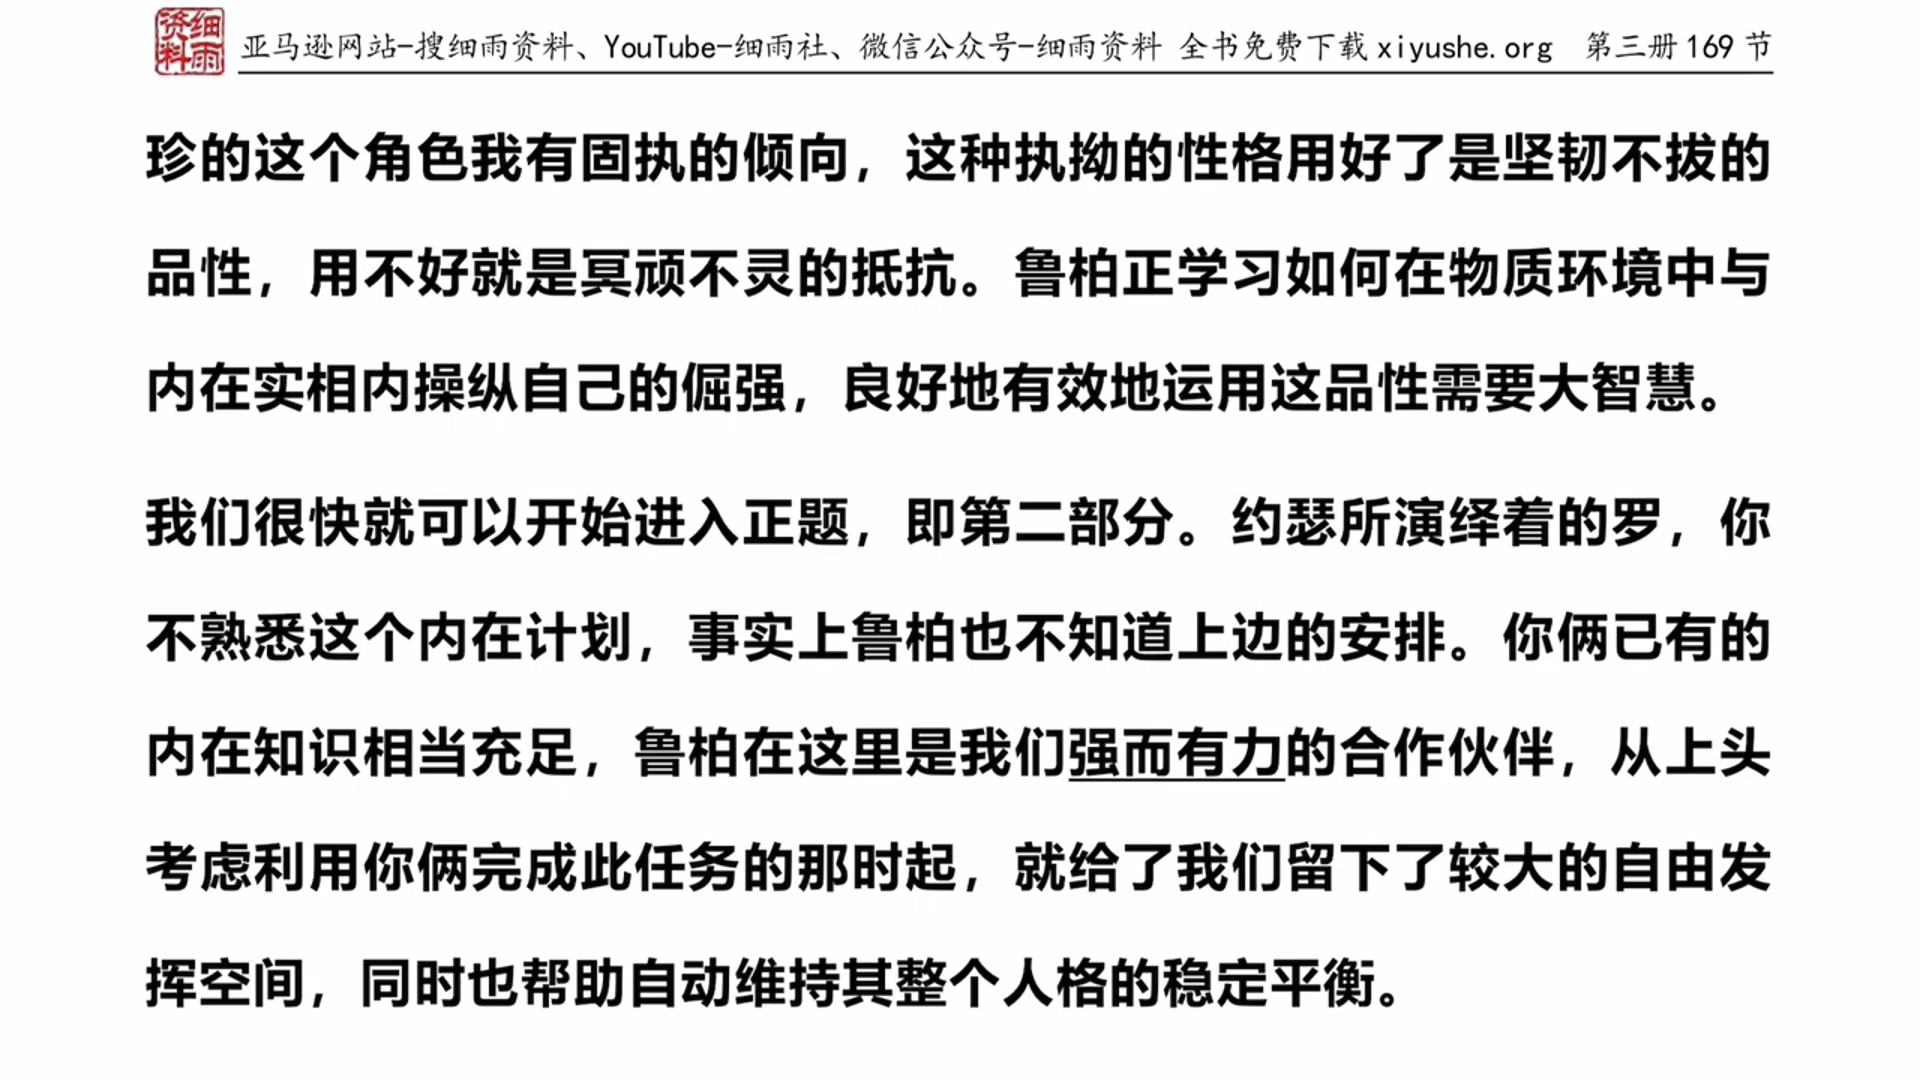 细雨资料
亚马逊网站-搜细雨资料、YouTube-细雨社、微信公众号-细雨资料 全书免费下载 xiyushe.org 第三册 169 节
珍的这个角色我有固执的倾向，这种执拗的性格用好了是坚韧不拔的
品性，用不好就是冥顽不灵的抵抗。鲁柏正学习如何在物质环境中与
内在实相内操纵自己的倔强，良好地有效地运用这品性需要大智慧。
我们很快就可以开始进入正题，即第二部分。约瑟所演绎着的罗，你
不熟悉这个内在计划，事实上鲁柏也不知道上边的安排。你俩已有的
内在知识相当充足，鲁柏在这里是我们强而有力的合作伙伴，从上头
考虑利用你俩完成此任务的那时起，就给了我们留下了较大的自由发
挥空间，同时也帮助自动维持其整个人格的稳定平衡。